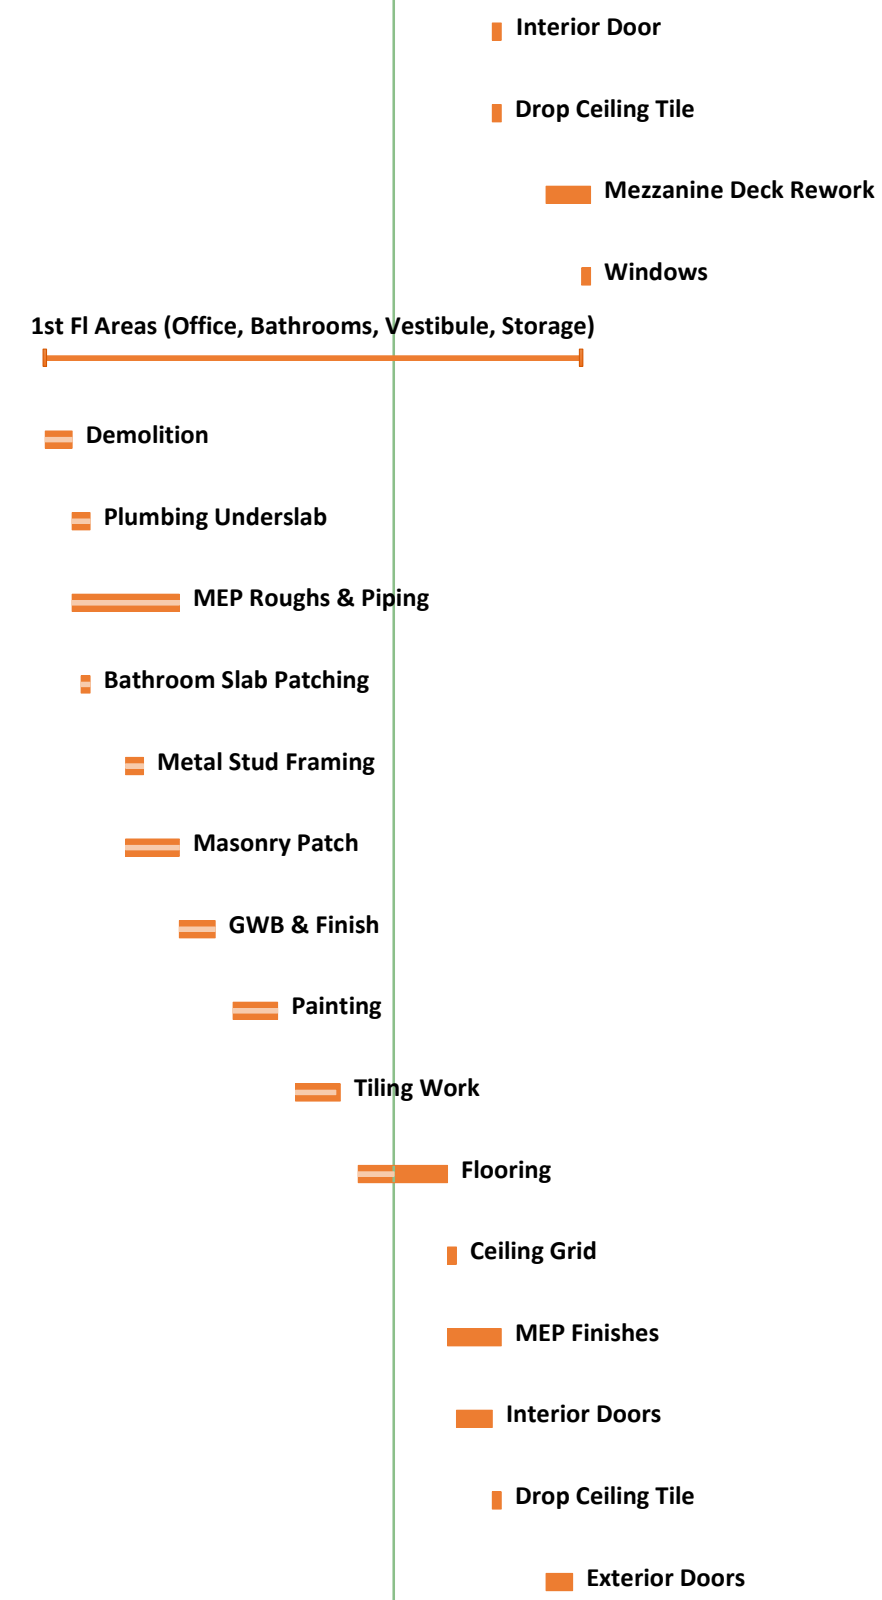 Interior Door
Drop Ceiling Tile
Mezzanine Deck Rework
Windows
1st Fl Areas (Office, Bathrooms, Vestibule, Storage)
Demolition
Plumbing Underslab
MEP Roughs & Piping
Bathroom Slab Patching
Metal Stud Framing
Masonry Patch
GWB & Finish
Painting
Tiling Work
Flooring
Ceiling Grid
MEP Finishes
Interior Doors
Drop Ceiling Tile
Exterior Doors